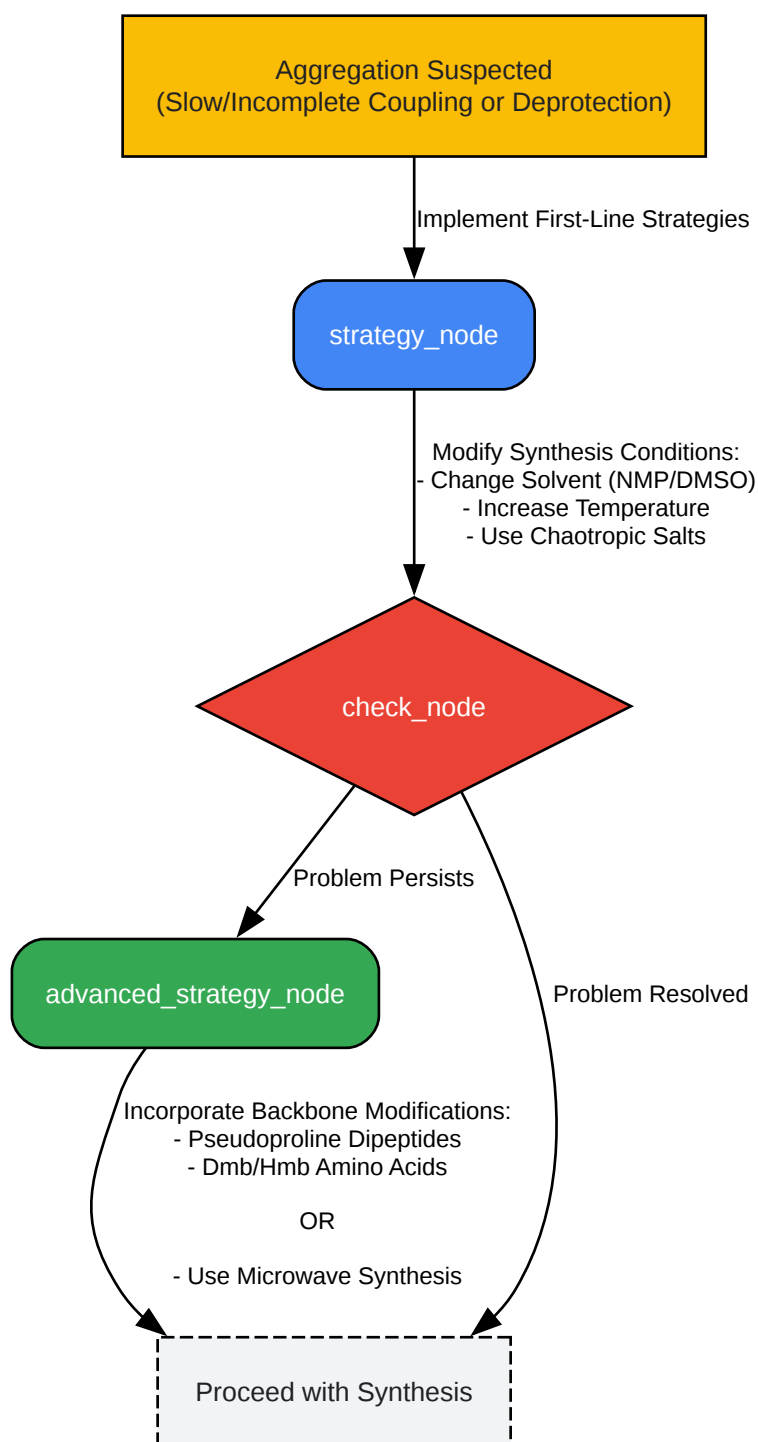 Aggregation Suspected
(Slow/Incomplete Coupling or Deprotection)
Implement First-Line Strategies
strategy_node
Modify Synthesis Conditions:
- Change Solvent (NMP/DMSO)
- Increase Temperature
- Use Chaotropic Salts
check_node
Problem Persists
advanced_strategy_node
Problem Resolved
Incorporate Backbone Modifications:
- Pseudoproline Dipeptides
- Dmb/Hmb Amino Acids
OR
- Use Microwave Synthesis
Proceed with Synthesis